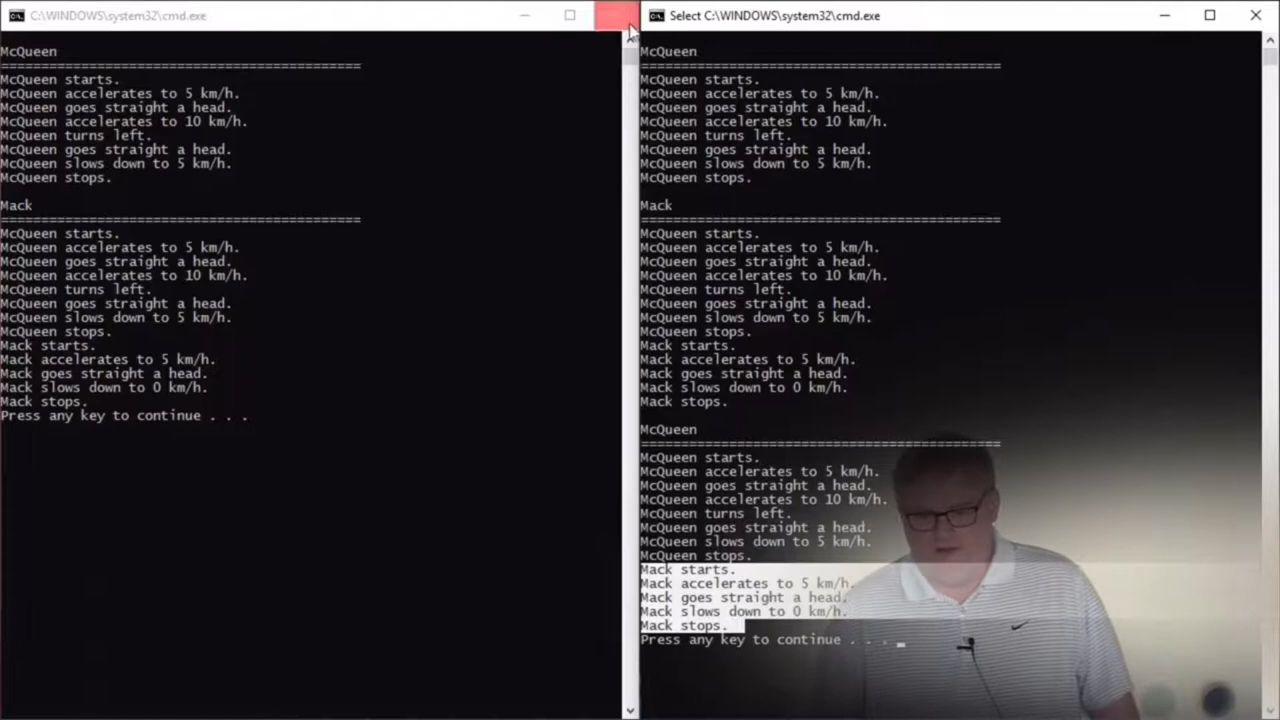 C:\WINDOWS\system32\cmd.exe
McQueen
=============================================
McQueen starts.
McQueen accelerates to 5 km/h.
McQueen goes straight a head.
McQueen accelerates to 10 km/h.
McQueen turns left.
McQueen goes straight a head.
McQueen slows down to 5 km/h.
McQueen stops.
Mack
=============================================
McQueen starts.
McQueen accelerates to 5 km/h.
McQueen goes straight a head.
McQueen accelerates to 10 km/h.
McQueen turns left.
McQueen goes straight a head.
McQueen slows down to 5 km/h.
McQueen stops.
Mack starts.
Mack accelerates to 5 km/h.
Mack goes straight a head.
Mack slows down to 0 km/h.
Mack stops.
Press any key to continue . . .
Select C:\WINDOWS\system32\cmd.exe
McQueen
=============================================
McQueen starts.
McQueen accelerates to 5 km/h.
McQueen goes straight a head.
McQueen accelerates to 10 km/h.
McQueen turns left.
McQueen goes straight a head.
McQueen slows down to 5 km/h.
McQueen stops.
Mack
=============================================
McQueen starts.
McQueen accelerates to 5 km/h.
McQueen goes straight a head.
McQueen accelerates to 10 km/h.
McQueen turns left.
McQueen goes straight a head.
McQueen slows down to 5 km/h.
McQueen stops.
Mack starts.
Mack accelerates to 5 km/h.
Mack goes straight a head.
Mack slows down to 0 km/h.
Mack stops.
McQueen
=============================================
McQueen starts.
McQueen accelerates to 5 km/h.
McQueen goes straight a head.
McQueen accelerates to 10 km/h.
McQueen turns left.
McQueen goes straight a head.
McQueen slows down to 5 km/h.
McQueen stops.
Mack starts.
Mack accelerates to 5 km/h.
Mack goes straight a head.
Mack slows down to 0 km/h.
Mack stops.
Press any key to continue . . .